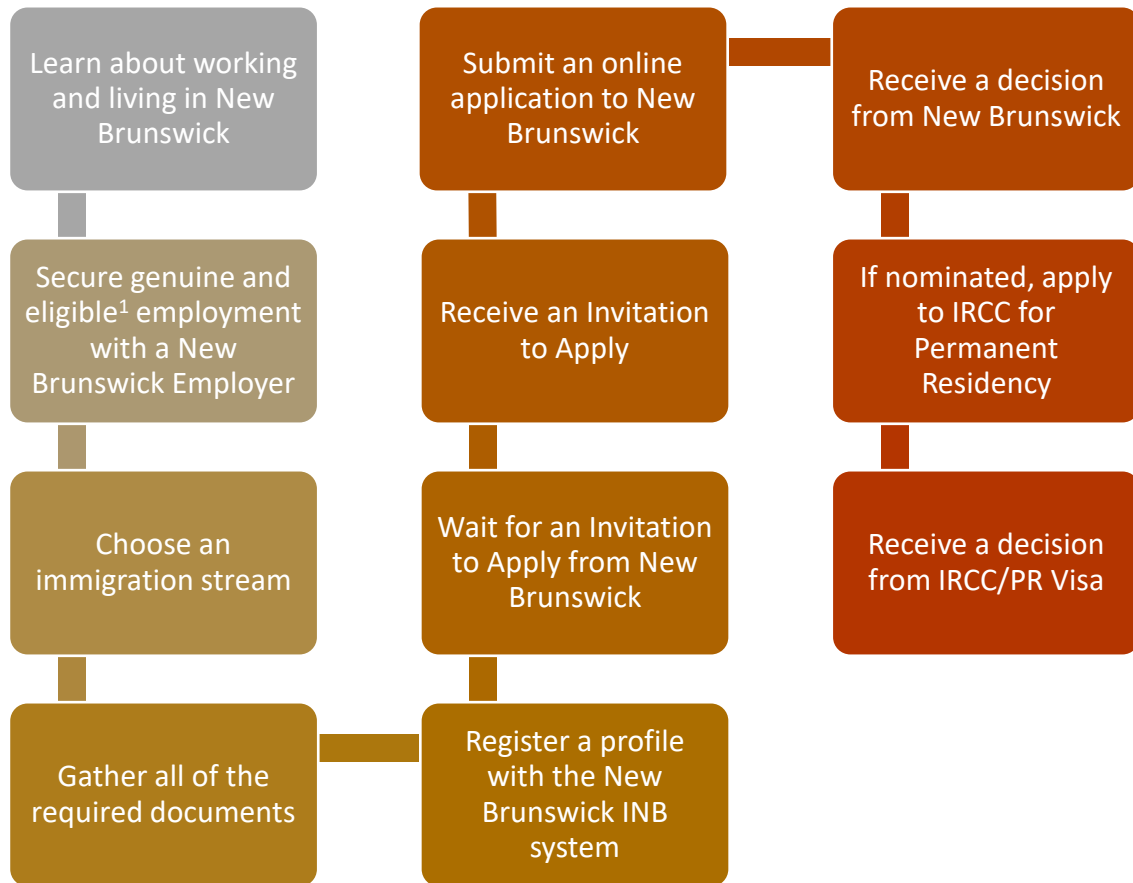 Learn about working
and living in New
Brunswick
Secure genuine and
eligible¹ employment
with a New
Brunswick Employer
Choose an
immigration stream
Gather all of the
required documents
Register a profile
with the New
Brunswick INB
system
Wait for an Invitation
to Apply from New
Brunswick
Receive an Invitation
to Apply
Submit an online
application to New
Brunswick
Receive a decision
from New Brunswick
If nominated, apply
to IRCC for
Permanent
Residency
Receive a decision
from IRCC/PR Visa